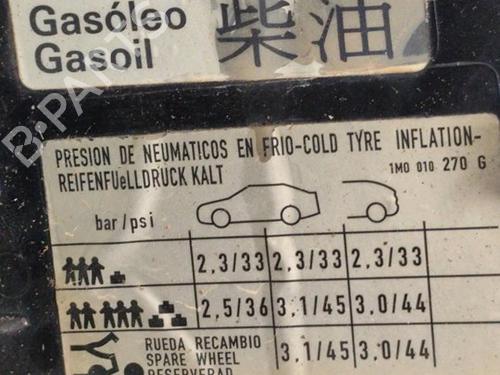 Gasóleo
Gasoil
柴油
PRESION DE NEUMATICOS EN FRIO-COLD TYRE INFLATION-
REIFENFUeLLDRUCK KALT
1M0 010 270 G
bar/psi
2,3/33 2,3/33 2,3/33
2,5/36 3,1/45 3,0/44
RUEDA RECAMBIO
SPARE WHEEL
RESERVERAD
3,1/45 3,0/44